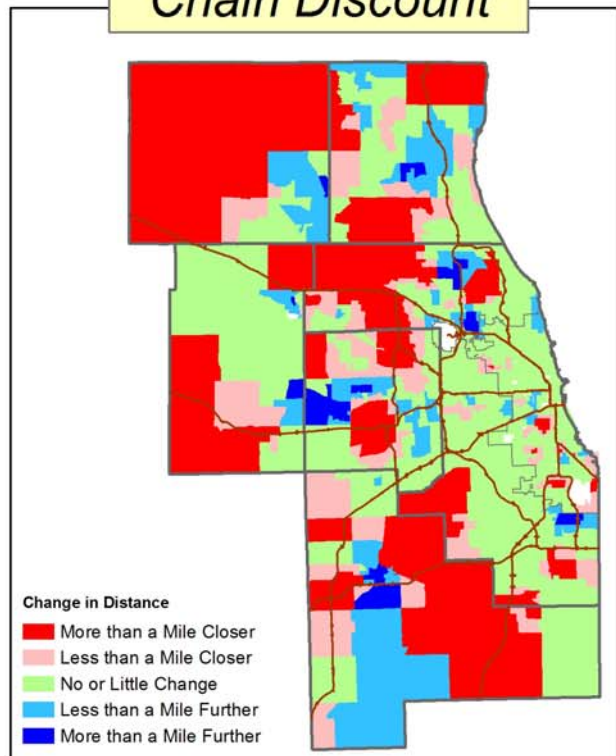 Chain Discount
Change in Distance
More than a Mile Closer
Less than a Mile Closer
No or Little Change
Less than a Mile Further
More than a Mile Further